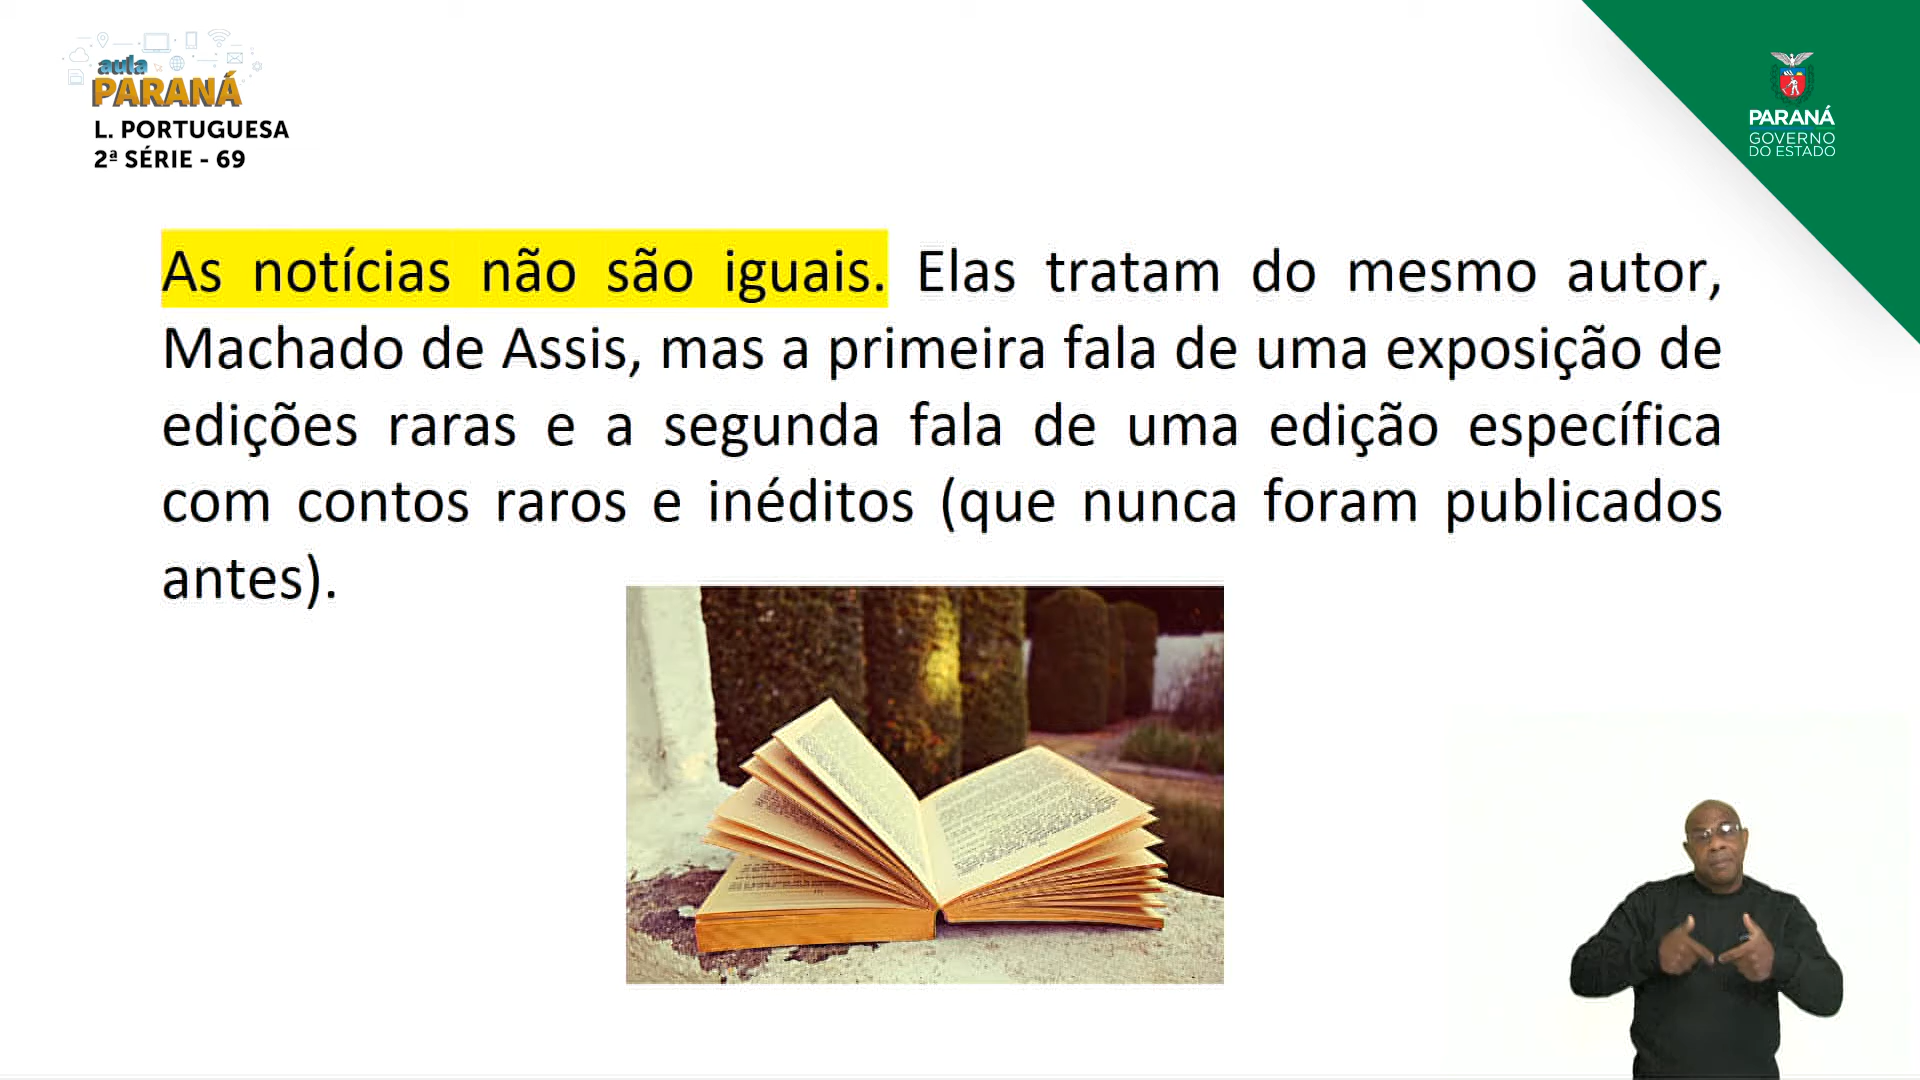 aula
PARANÁ
L. PORTUGUESA
2ª SÉRIE - 69
PARANÁ
GOVERNO
DO ESTADO
As notícias não são iguais. Elas tratam do mesmo autor,
Machado de Assis, mas a primeira fala de uma exposição de
edições raras e a segunda fala de uma edição específica
com contos raros e inéditos (que nunca foram publicados
antes).